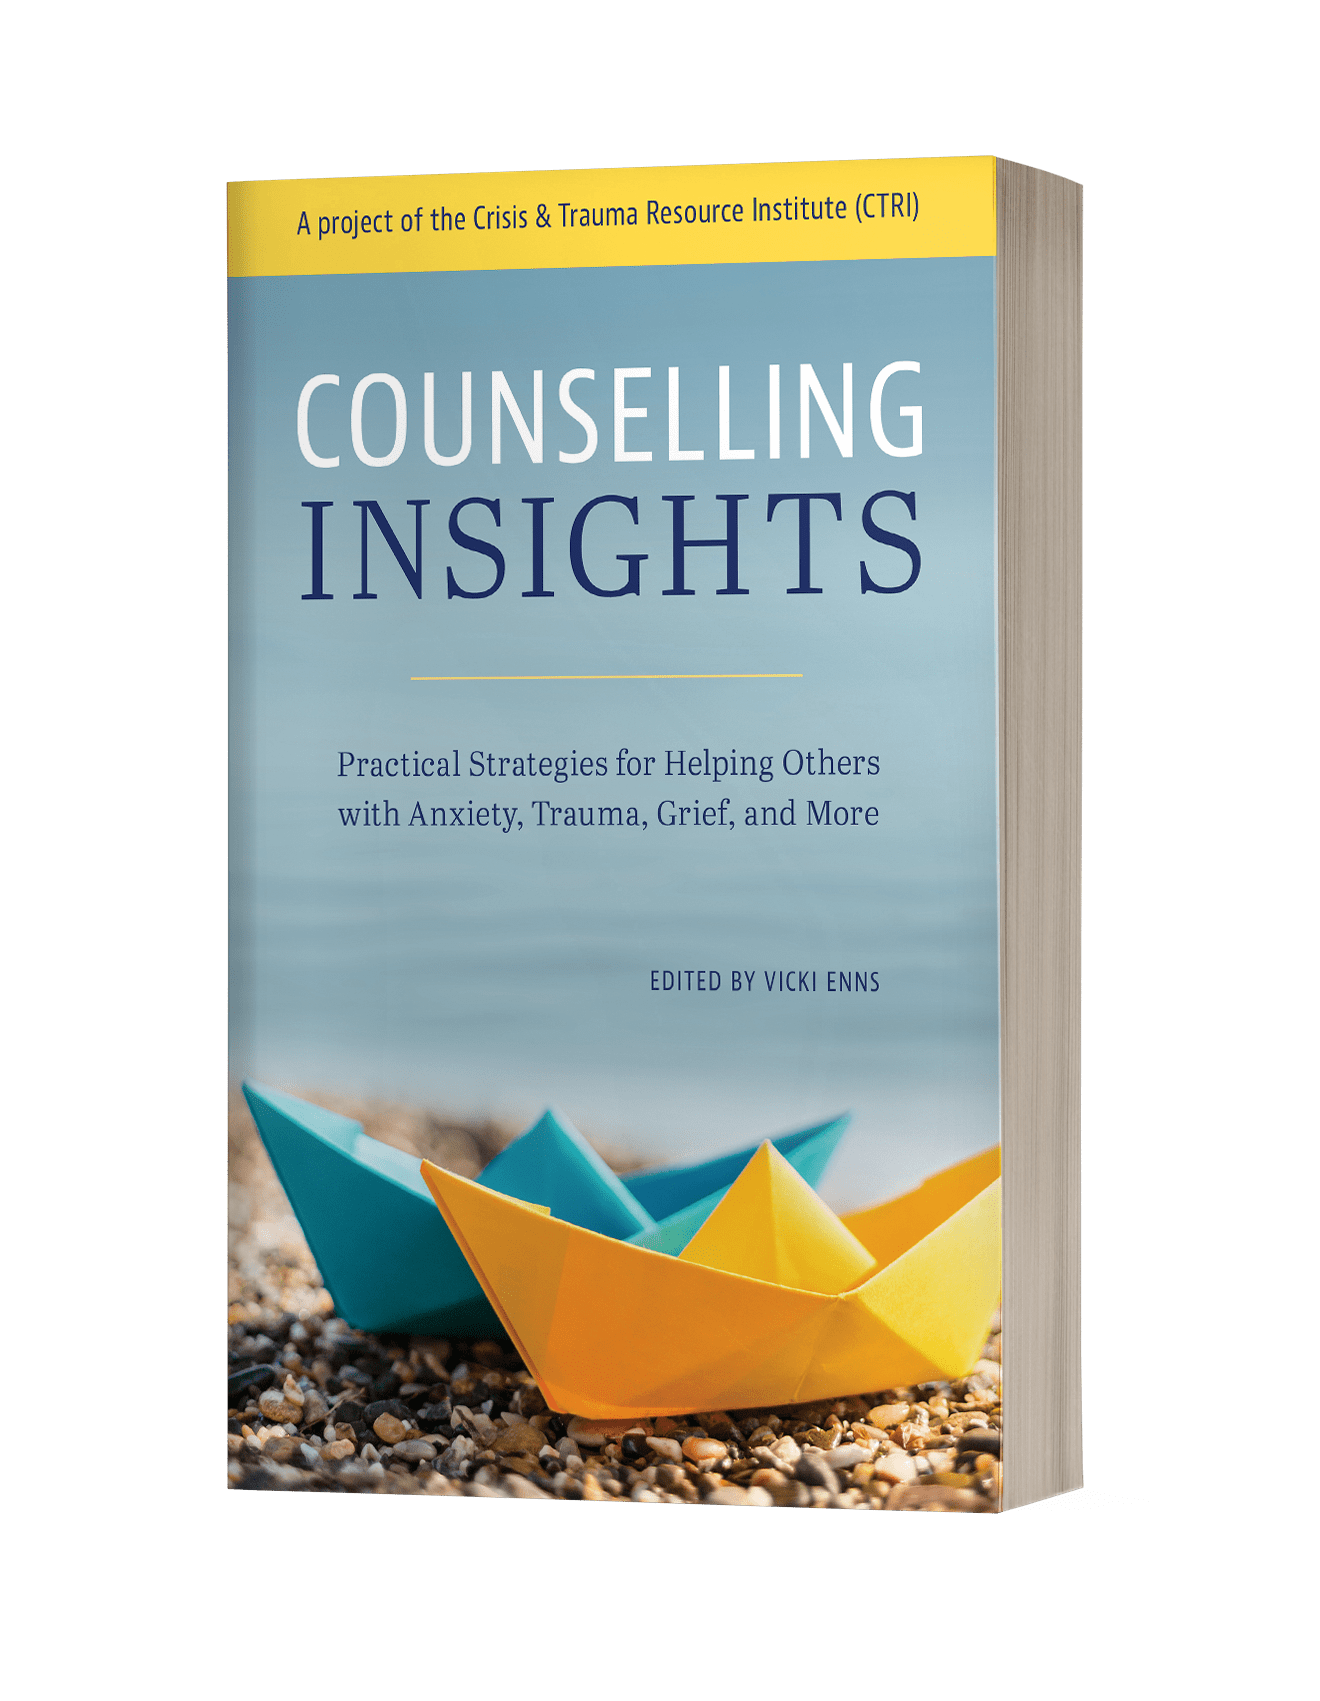 A project of the Crisis & Trauma Resource Institute (CTRI)
COUNSELLING
INSIGHTS
Practical Strategies for Helping Others
with Anxiety, Trauma, Grief, and More
EDITED BY VICKI ENNS